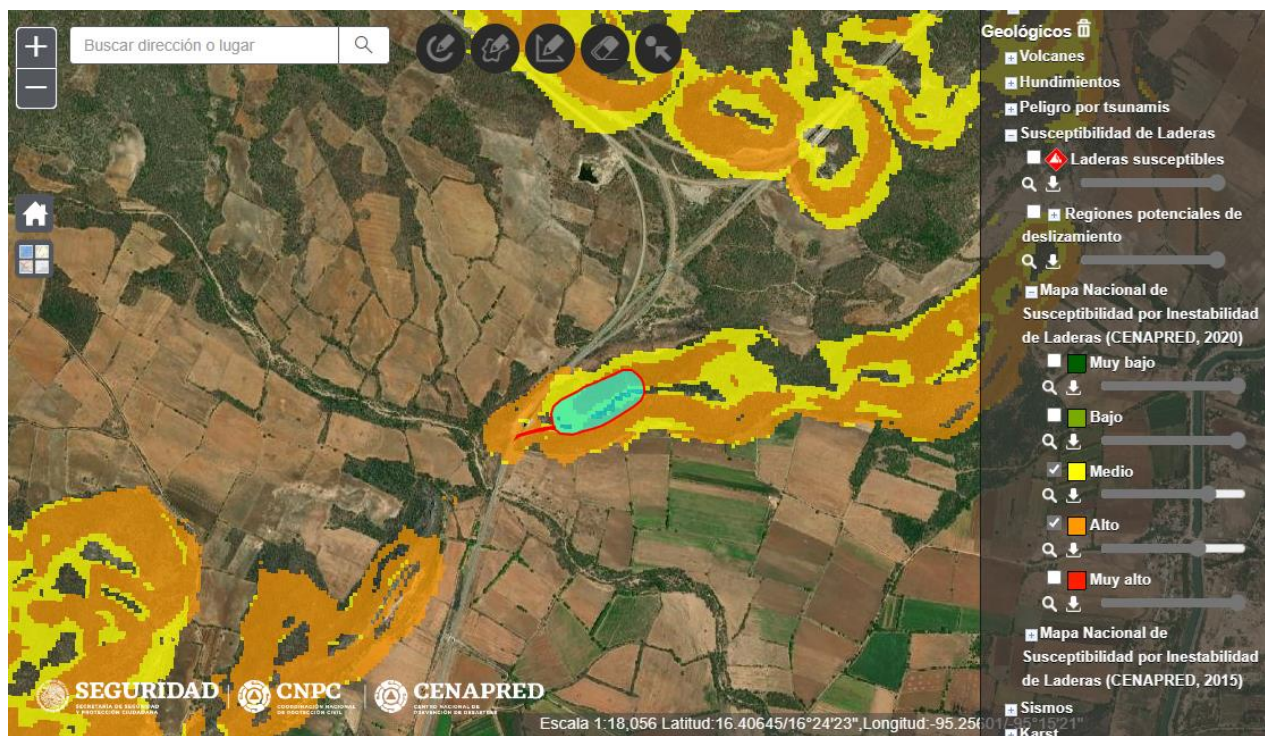 +
Buscar dirección o lugar
−
Geológicos
Volcanes
Hundimientos
Peligro por tsunamis
Susceptibilidad de Laderas
Laderas susceptibles
Regiones potenciales de
deslizamiento
Mapa Nacional de
Susceptibilidad por Inestabilidad
de Laderas (CENAPRED, 2020)
Muy bajo
Bajo
Medio
Alto
Muy alto
Mapa Nacional de
Susceptibilidad por Inestabilidad
de Laderas (CENAPRED, 2015)
Sismos
Karst
SEGURIDAD
SECRETARÍA DE SEGURIDAD
Y PROTECCIÓN CIUDADANA
CNPC
COORDINACIÓN NACIONAL
DE PROTECCIÓN CIVIL
CENAPRED
CENTRO NACIONAL DE
PREVENCIÓN DE DESASTRES
Escala 1:18,056 Latitud:16.40645/16°24'23",Longitud:-95.25601/-95°15'21"